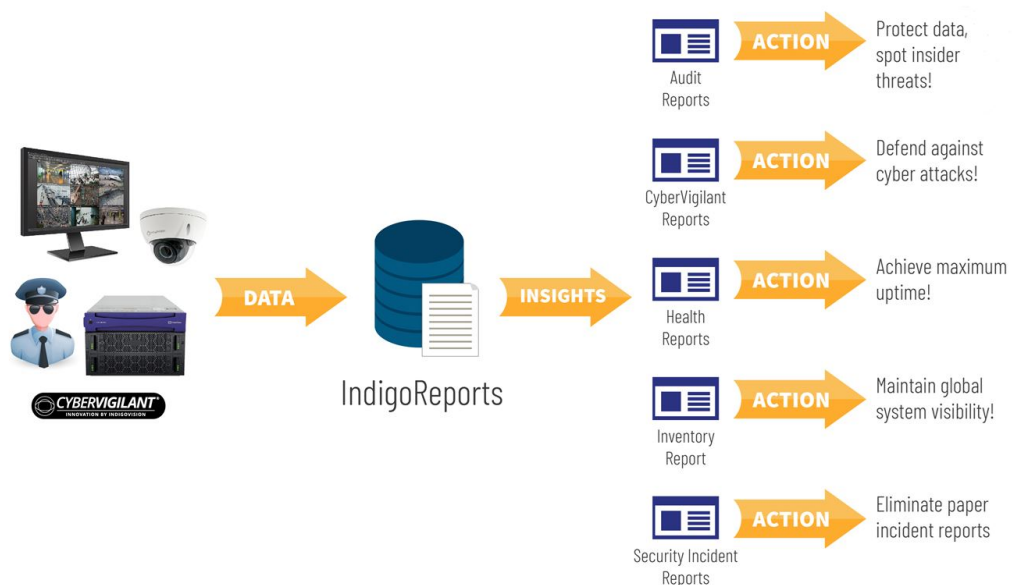 CYBERVIGILANT®
INNOVATION BY INDIGOVISION
DATA
IndigoReports
INSIGHTS
Audit
Reports
ACTION
Protect data,
spot insider
threats!
CyberVigilant
Reports
ACTION
Defend against
cyber attacks!
Health
Reports
ACTION
Achieve maximum
uptime!
Inventory
Report
ACTION
Maintain global
system visibility!
Security Incident
Reports
ACTION
Eliminate paper
incident reports